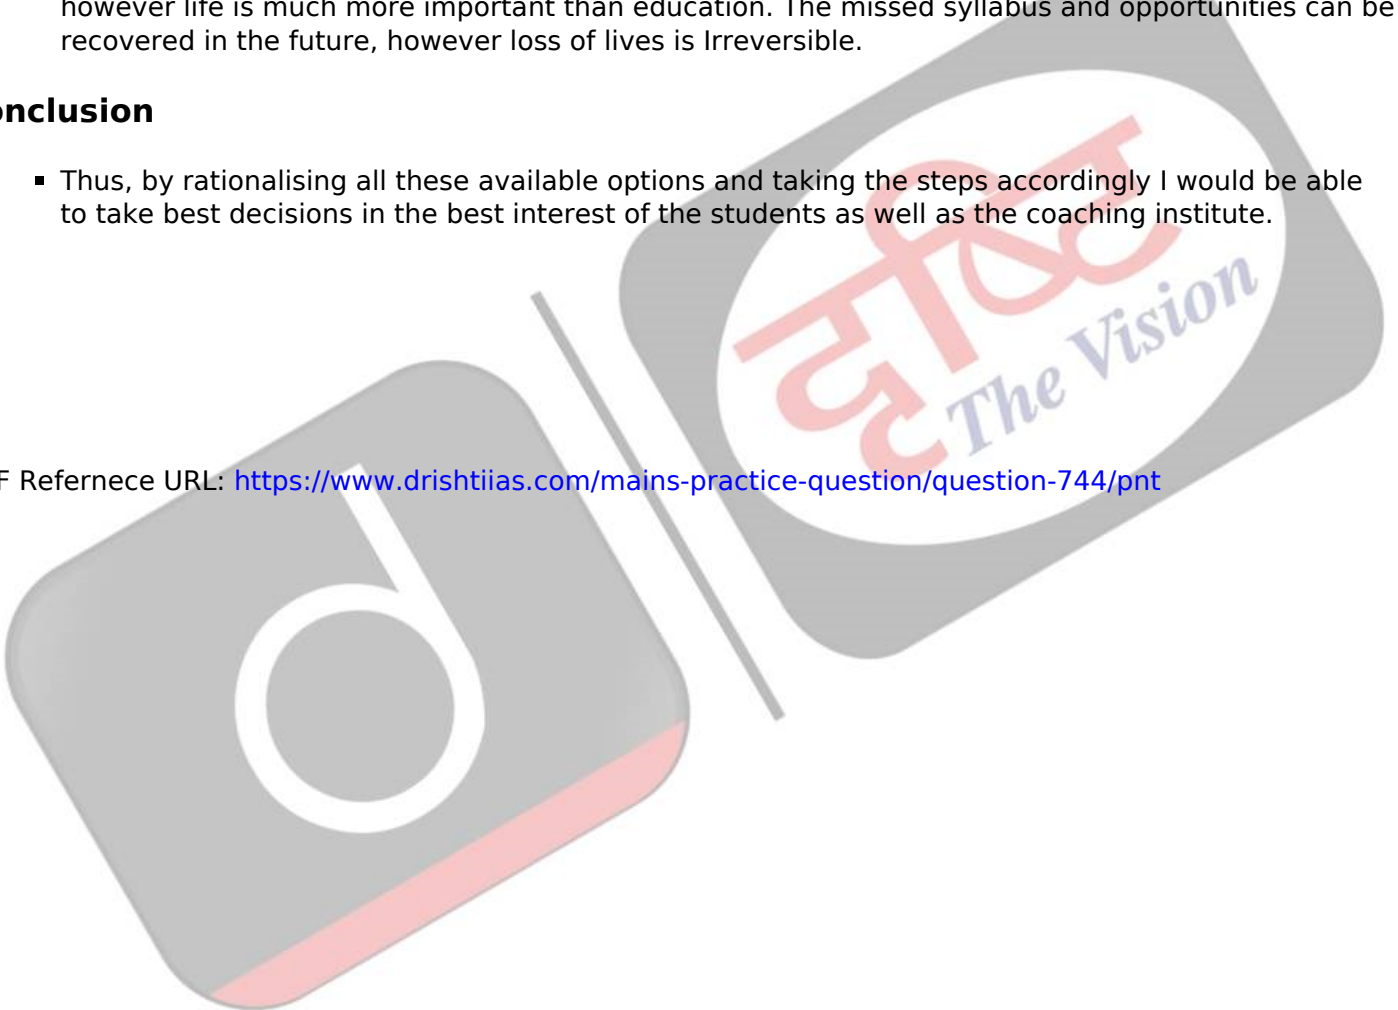 however life is much more important than education. The missed syllabus and opportunities can be
recovered in the future, however loss of lives is Irreversible.
onclusion
Thus, by rationalising all these available options and taking the steps accordingly I would be able
to take best decisions in the best interest of the students as well as the coaching institute.
दृष्टि
The Vision
F Refernece URL: https://www.drishtiias.com/mains-practice-question/question-744/pnt
d